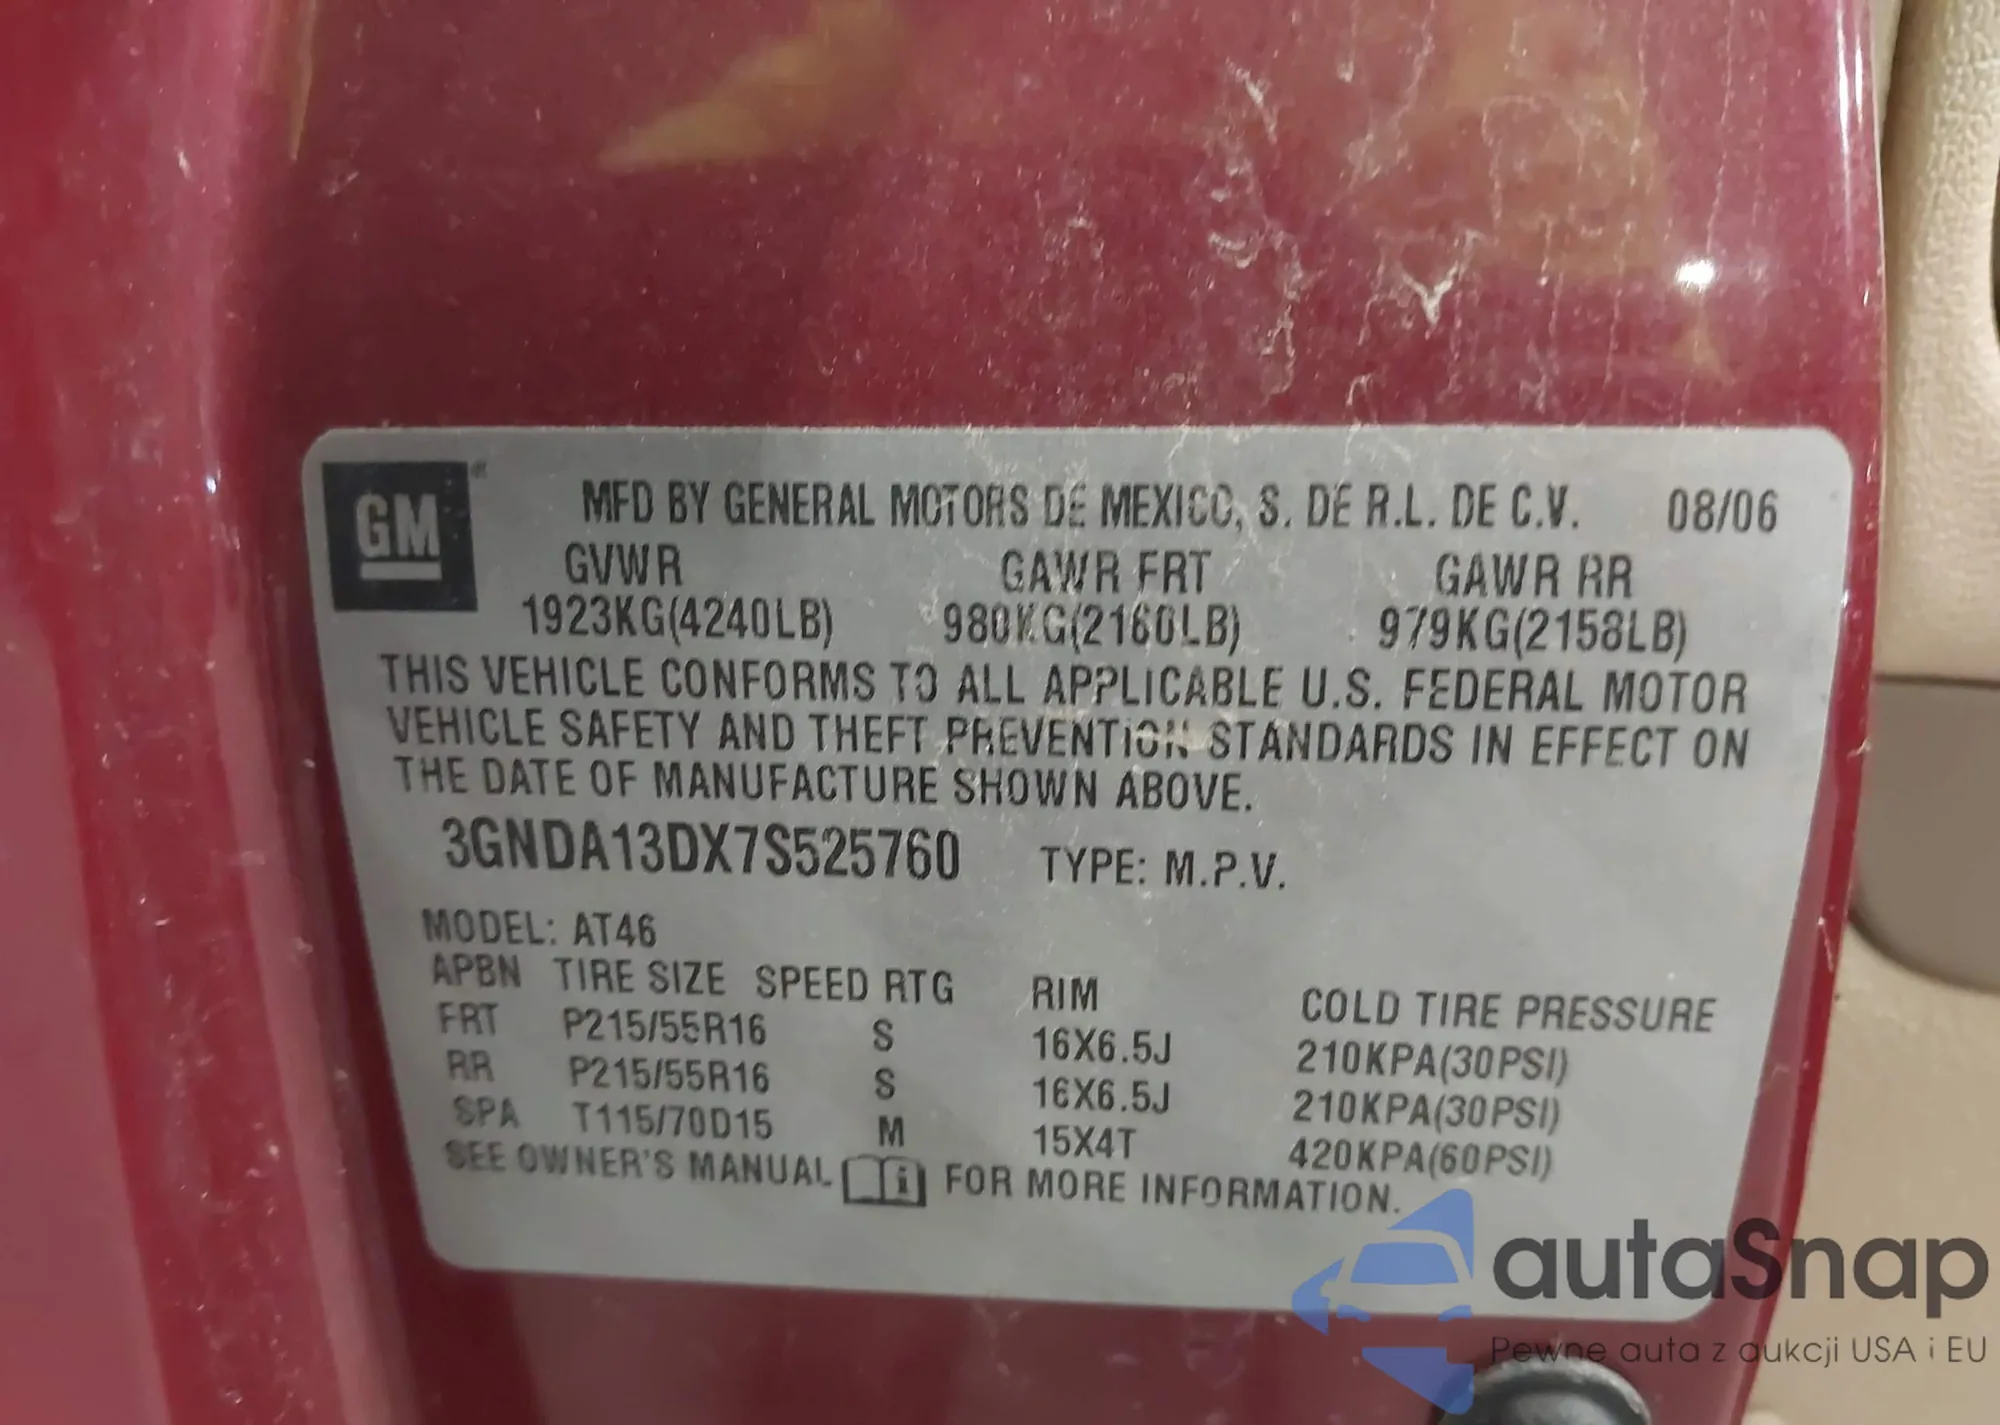 GM
MFD BY GENERAL MOTORS DE MEXICO, S. DE R.L. DE C.V. 08/06
GVWR GAWR FRT GAWR RR
1923KG(4240LB) 980KG(2160LB) 979KG(2158LB)
THIS VEHICLE CONFORMS TO ALL APPLICABLE U.S. FEDERAL MOTOR
VEHICLE SAFETY AND THEFT PREVENTION STANDARDS IN EFFECT ON
THE DATE OF MANUFACTURE SHOWN ABOVE.
3GNDA13DX7S525760 TYPE: M.P.V.
MODEL: AT46
APBN TIRE SIZE SPEED RTG RIM COLD TIRE PRESSURE
FRT P215/55R16 S 16X6.5J 210KPA(30PSI)
RR P215/55R16 S 16X6.5J 210KPA(30PSI)
SPA T115/70D15 M 15X4T 420KPA(60PSI)
SEE OWNER'S MANUAL i FOR MORE INFORMATION.
autaSnap
Pewne auta z aukcji USA i EU